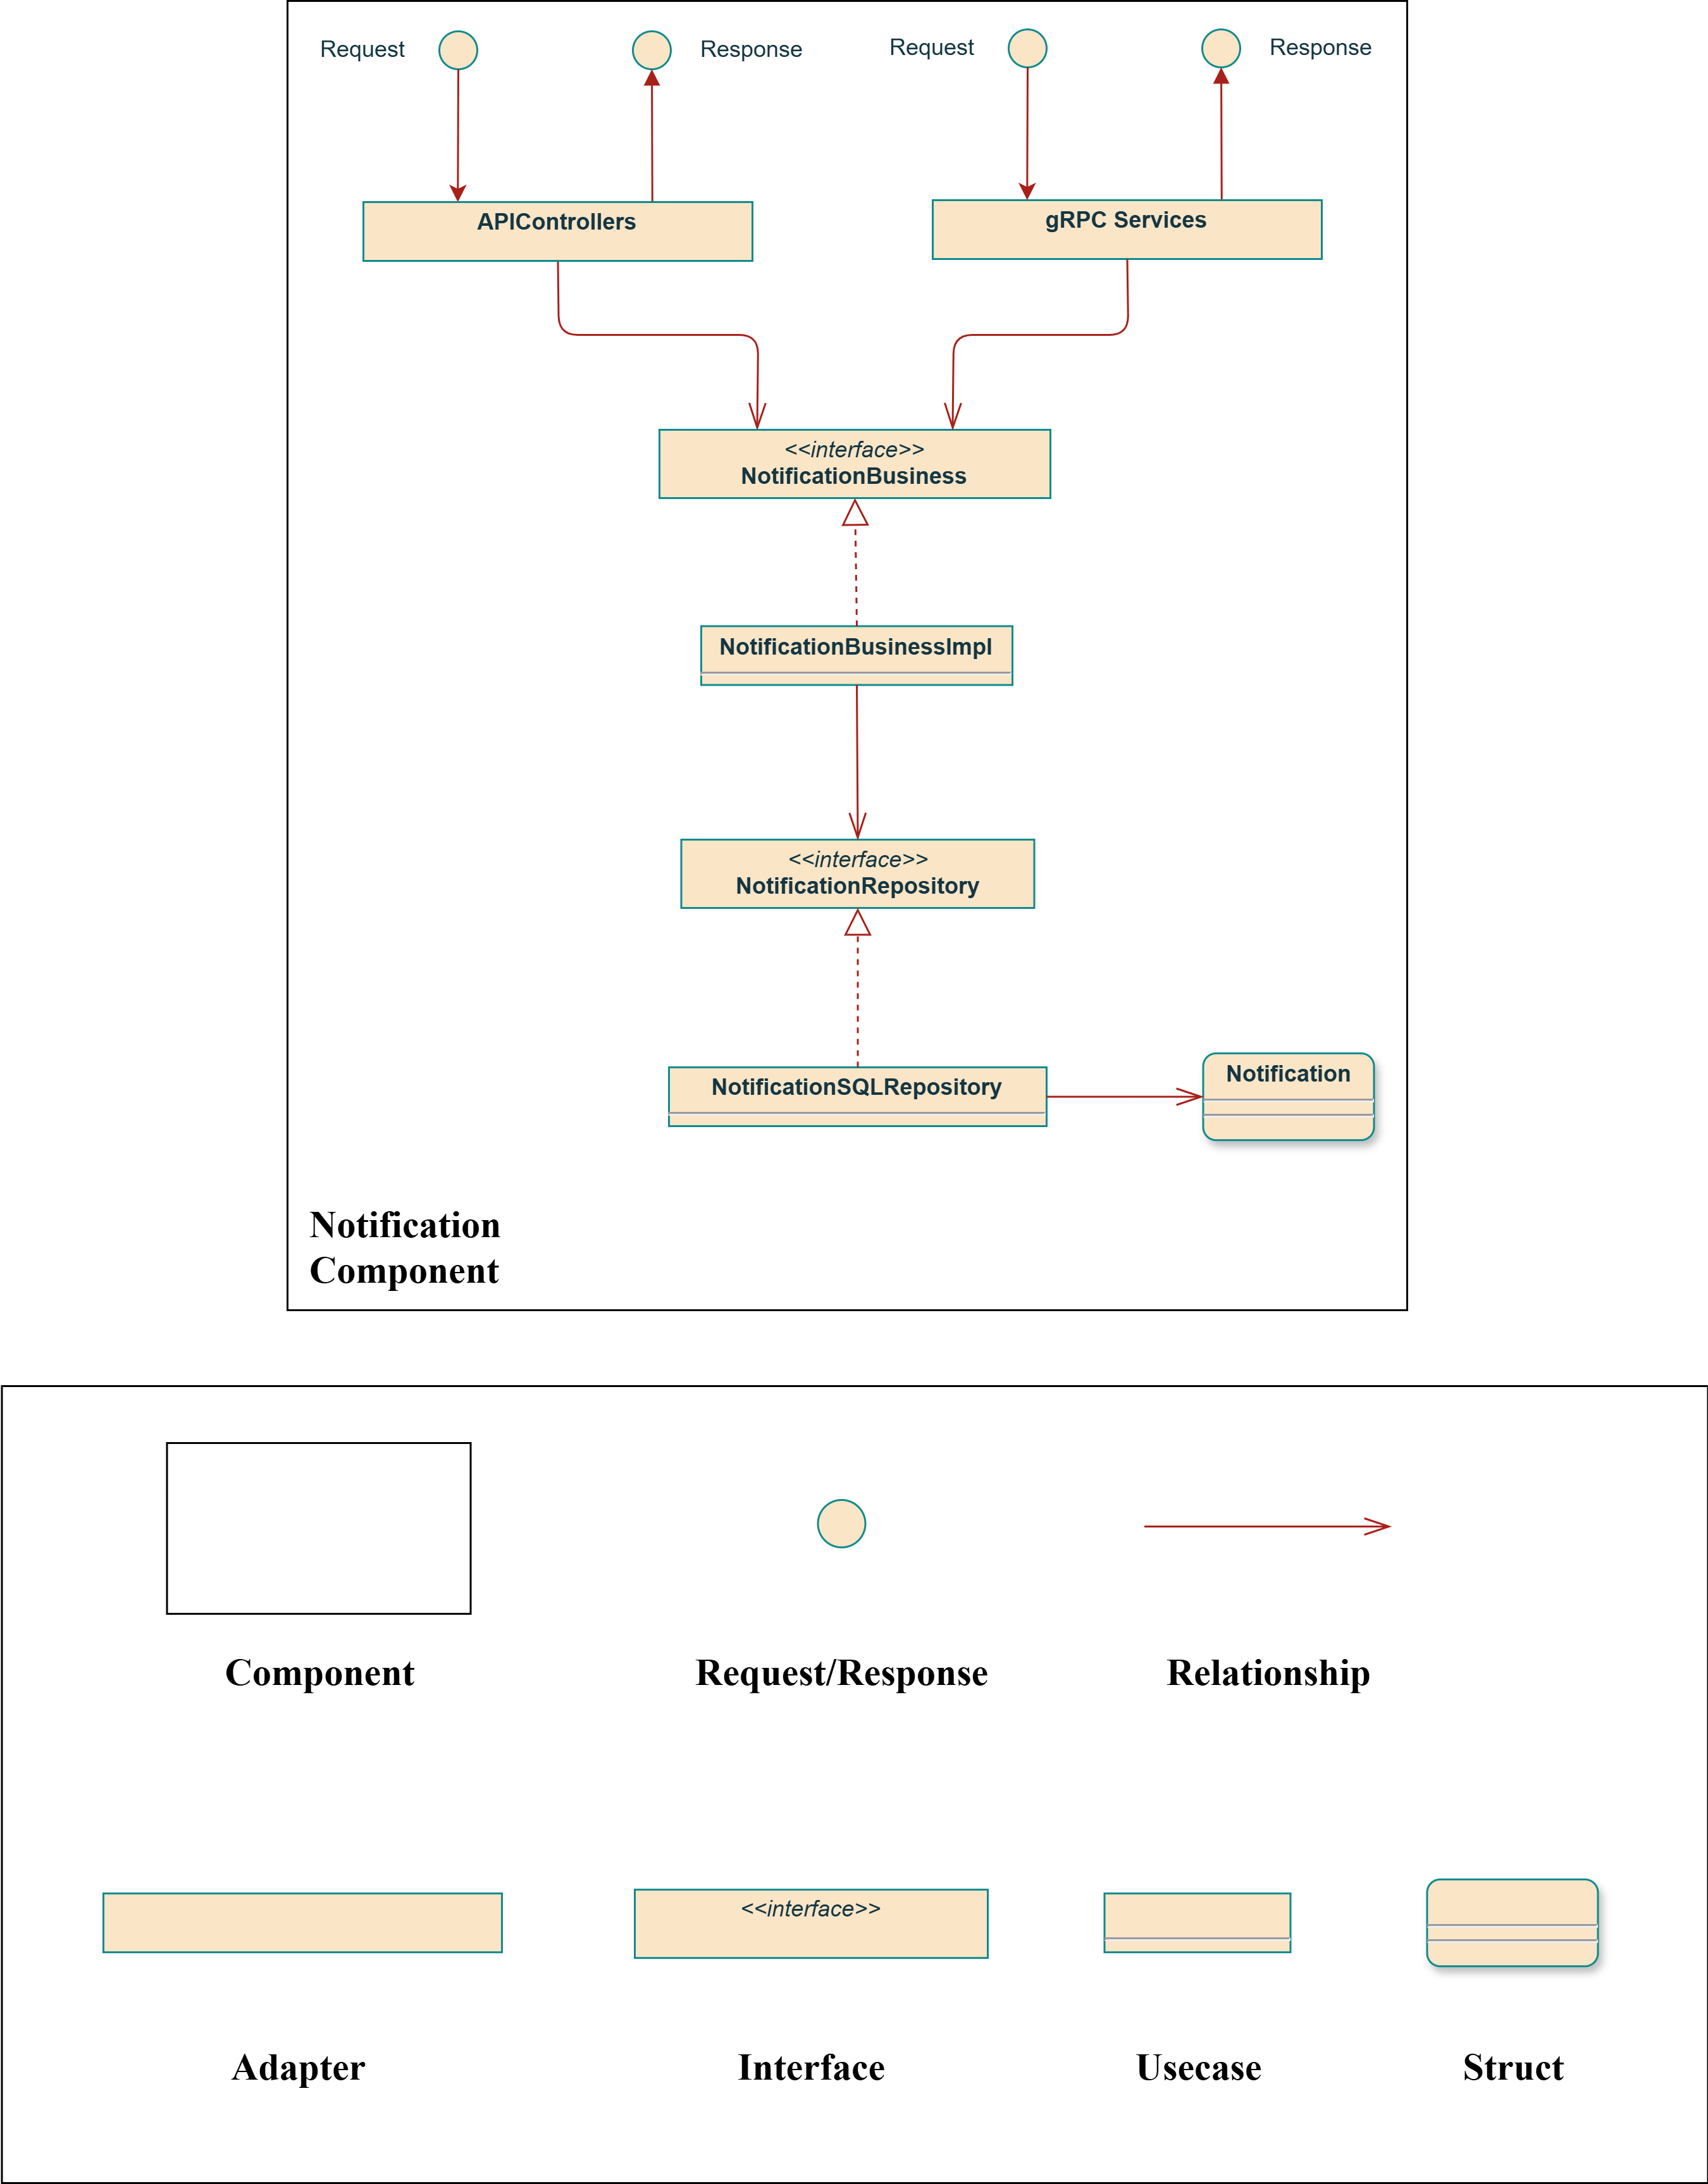 Request
Response
Request
Response
APIControllers
gRPC Services
<<interface>>
NotificationBusiness
NotificationBusinessImpl
<<interface>>
NotificationRepository
NotificationSQLRepository
Notification
Notification
Component
Component
Request/Response
Relationship
<<interface>>
Adapter
Interface
Usecase
Struct